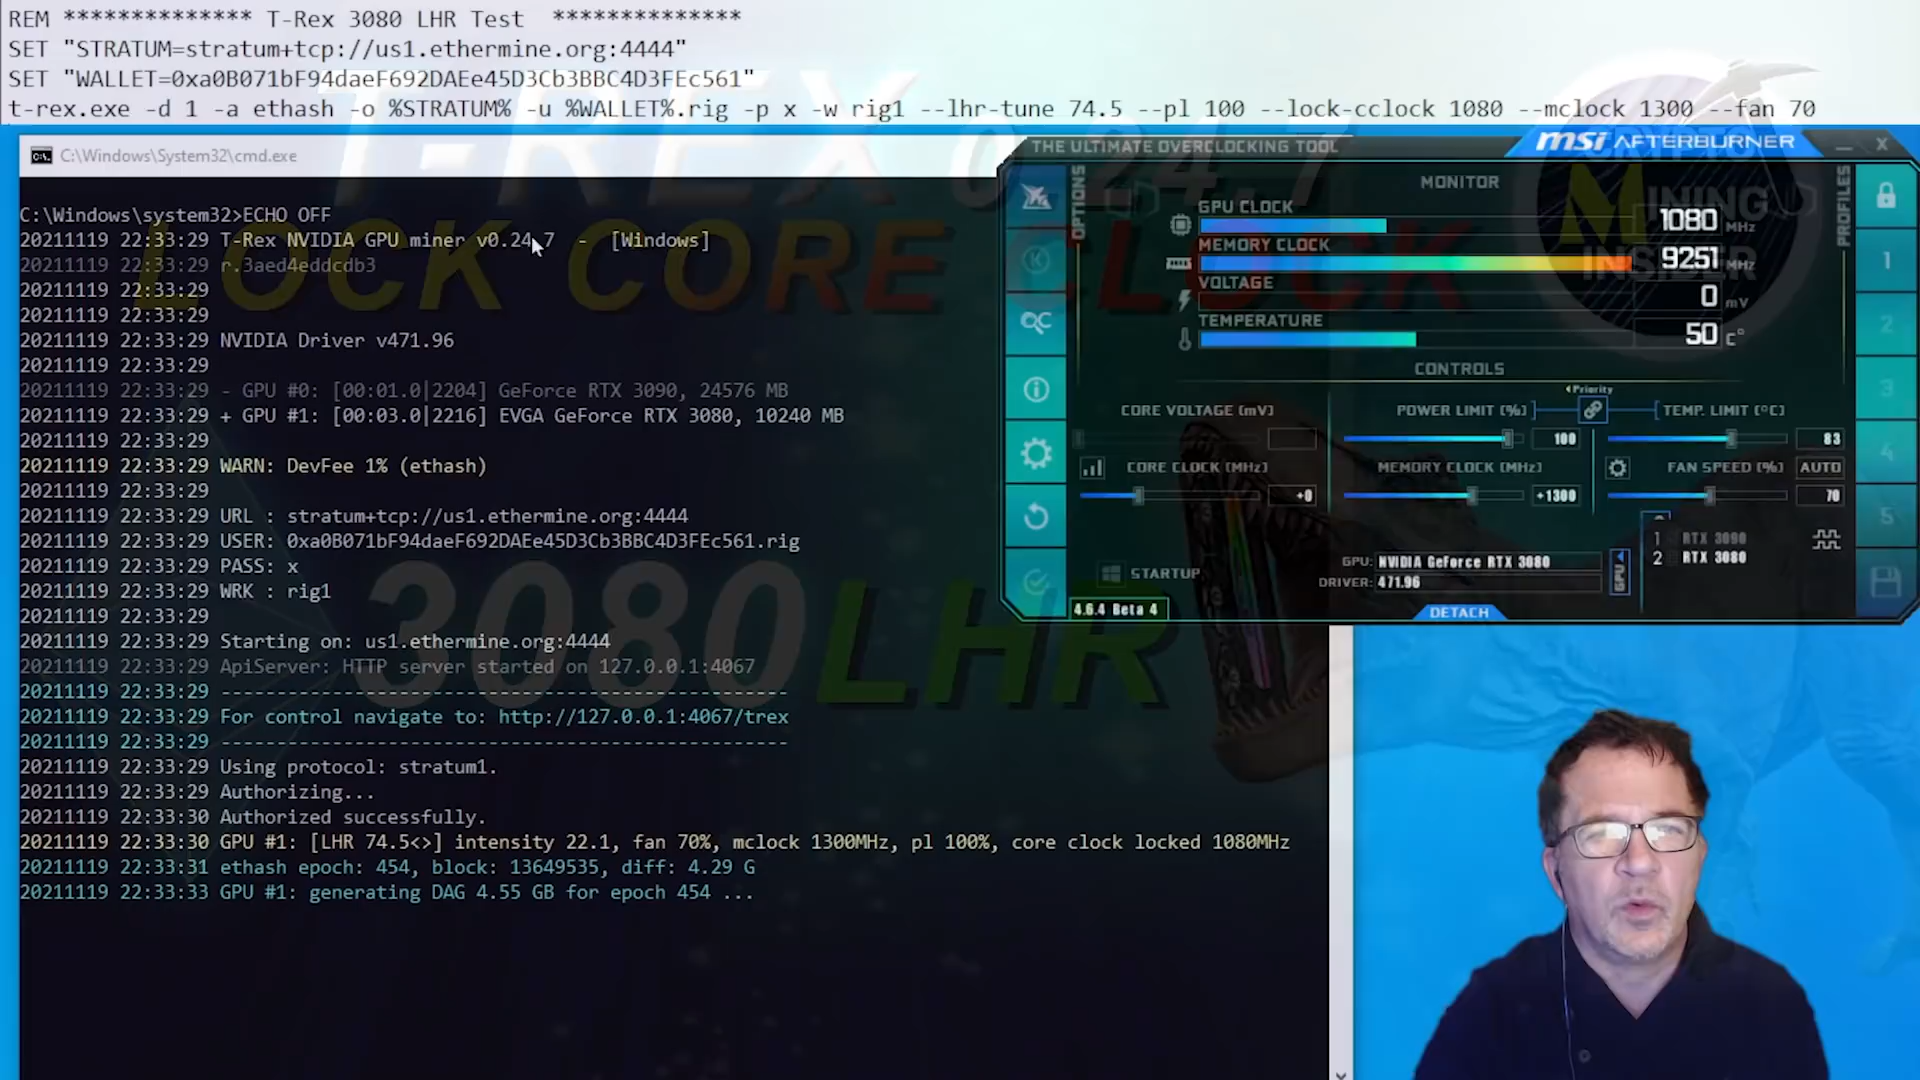 REM ************** T-Rex 3080 LHR Test **************
SET "STRATUM=stratum+tcp://us1.ethermine.org:4444"
SET "WALLET=0xa0B071bF94daeF692DAEe45D3Cb3BBC4D3FEc561"
t-rex.exe -d 1 -a ethash -o %STRATUM% -u %WALLET%.rig -p x -w rig1 --lhr-tune 74.5 --pl 100 --lock-cclock 1080 --mclock 1300 --fan 70
C:\Windows\System32\cmd.exe
C:\Windows\system32>ECHO OFF
20211119 22:33:29 T-Rex NVIDIA GPU miner v0.24.7 - [Windows]
20211119 22:33:29 r.3aed4eddcdb3
20211119 22:33:29
20211119 22:33:29
20211119 22:33:29 NVIDIA Driver v471.96
20211119 22:33:29
20211119 22:33:29 - GPU #0: [00:01.0|2204] GeForce RTX 3090, 24576 MB
20211119 22:33:29 + GPU #1: [00:03.0|2216] EVGA GeForce RTX 3080, 10240 MB
20211119 22:33:29
20211119 22:33:29 WARN: DevFee 1% (ethash)
20211119 22:33:29
20211119 22:33:29 URL : stratum+tcp://us1.ethermine.org:4444
20211119 22:33:29 USER: 0xa0B071bF94daeF692DAEe45D3Cb3BBC4D3FEc561.rig
20211119 22:33:29 PASS: x
20211119 22:33:29 WRK : rig1
20211119 22:33:29
20211119 22:33:29 Starting on: us1.ethermine.org:4444
20211119 22:33:29 ApiServer: HTTP server started on 127.0.0.1:4067
20211119 22:33:29 ---------------------------------------------------
20211119 22:33:29 For control navigate to: http://127.0.0.1:4067/trex
20211119 22:33:29 ---------------------------------------------------
20211119 22:33:29 Using protocol: stratum1.
20211119 22:33:29 Authorizing...
20211119 22:33:30 Authorized successfully.
20211119 22:33:30 GPU #1: [LHR 74.5<>] intensity 22.1, fan 70%, mclock 1300MHz, pl 100%, core clock locked 1080MHz
20211119 22:33:31 ethash epoch: 454, block: 13649535, diff: 4.29 G
20211119 22:33:33 GPU #1: generating DAG 4.55 GB for epoch 454 ...
T-REX 0.24.7
LOCK CORE CLOCK
3080LHR
THE ULTIMATE OVERCLOCKING TOOL
msi AFTERBURNER
OPTIONS
MONITOR
PROFILES
GPU CLOCK
1080 MHz
MEMORY CLOCK
9251 MHz
VOLTAGE
0 mV
TEMPERATURE
50 C°
CRYPTO
MINING
INSIDER
CONTROLS
Priority
CORE VOLTAGE (mV)
POWER LIMIT (%)
100
TEMP. LIMIT (°C)
83
CORE CLOCK (MHz)
+0
MEMORY CLOCK (MHz)
+1300
FAN SPEED (%)
AUTO
70
1
2
3
4
5
STARTUP
GPU: NVIDIA GeForce RTX 3080
DRIVER: 471.96
GPU
1 RTX 3090
2 RTX 3080
4.6.4 Beta 4
DETACH